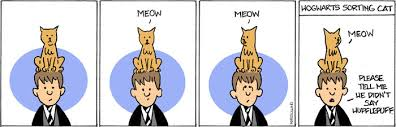 MEOW
MEOW
HOGWARTS SORTING CAT
MEOW
PLEASE
TELL ME
HE DIDN'T
SAY
HUFFLEPUFF